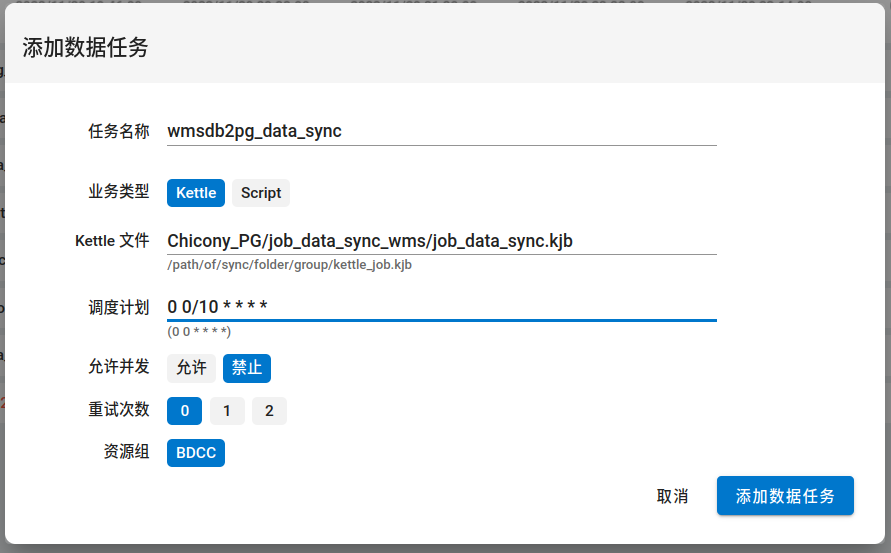 添加数据任务
任务名称 wmsdb2pg_data_sync
业务类型 Kettle Script
Kettle 文件 Chicony_PG/job_data_sync_wms/job_data_sync.kjb
/path/of/sync/folder/group/kettle_job.kjb
调度计划 0 0/10 * * * *
(0 0 * * * *)
允许并发 允许 禁止
重试次数 0 1 2
资源组 BDCC
取消 添加数据任务